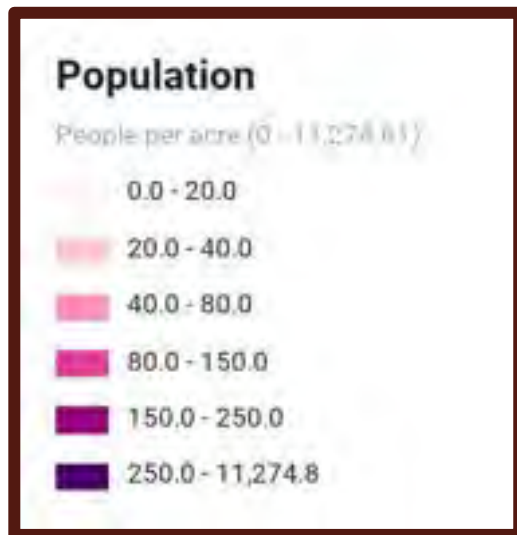 Population
People per acre (0 - 11,274.81)
0.0 - 20.0
20.0 - 40.0
40.0 - 80.0
80.0 - 150.0
150.0 - 250.0
250.0 - 11,274.8